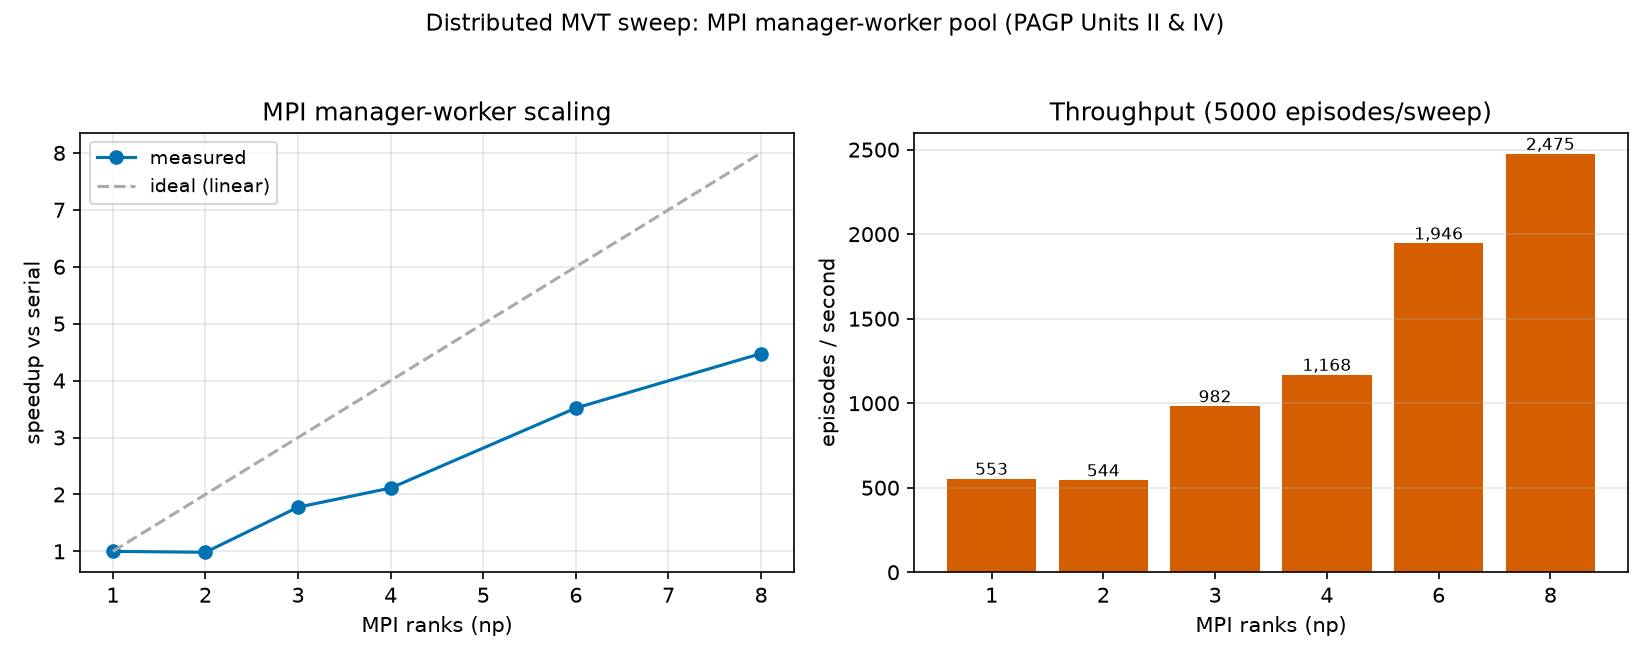 Distributed MVT sweep: MPI manager-worker pool (PAGP Units II & IV)
MPI manager-worker scaling
measured
ideal (linear)
8
7
6
5
4
3
2
1
speedup vs serial
1 2 3 4 5 6 7 8
MPI ranks (np)
Throughput (5000 episodes/sweep)
2500
2000
1500
1000
500
0
episodes / second
553
544
982
1,168
1,946
2,475
1 2 3 4 6 8
MPI ranks (np)